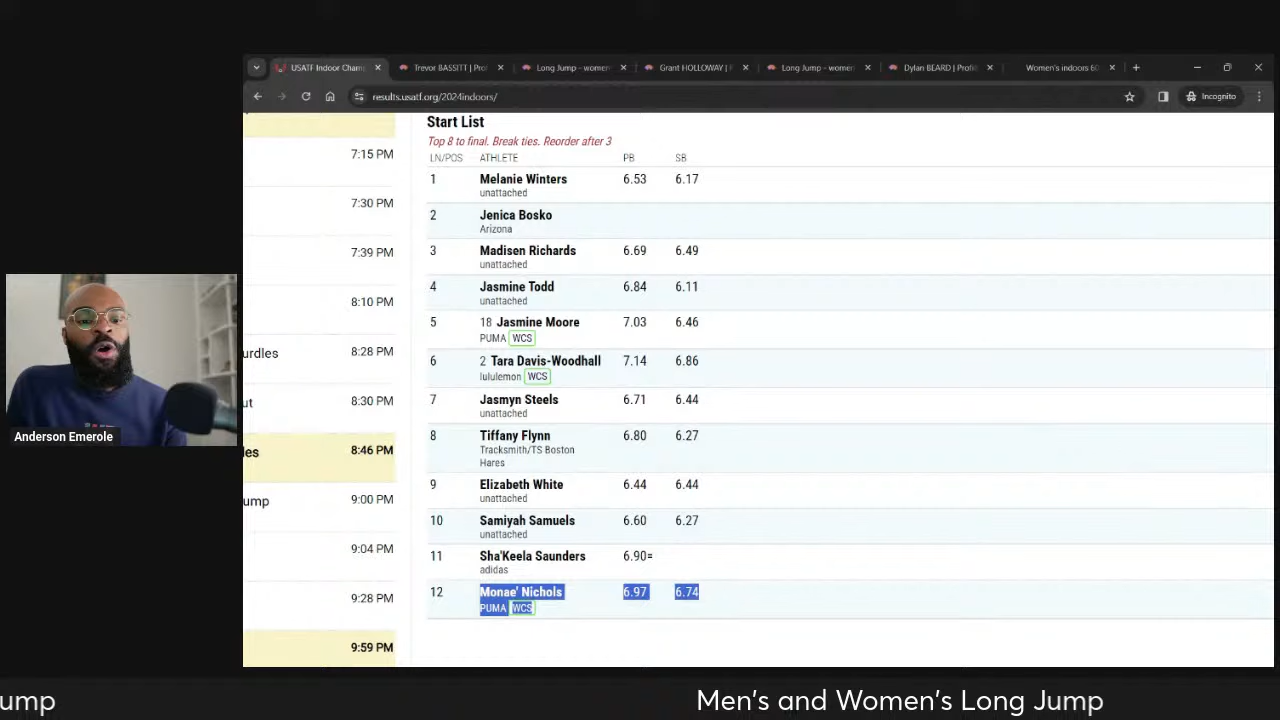 USATF Indoor Cham
Trevor BASSITT | Prof
Long Jump - women
Grant HOLLOWAY | P
Long Jump - women
Dylan BEARD | Profil
Women's indoors 60
results.usatf.org/2024indoors/
Incognito
7:15 PM
7:30 PM
7:39 PM
8:10 PM
urdles 8:28 PM
ut 8:30 PM
les 8:46 PM
ump 9:00 PM
9:04 PM
9:28 PM
9:59 PM
Start List
Top 8 to final. Break ties. Reorder after 3
LN/POS ATHLETE PB SB
1 Melanie Winters 6.53 6.17
unattached
2 Jenica Bosko
Arizona
3 Madisen Richards 6.69 6.49
unattached
4 Jasmine Todd 6.84 6.11
unattached
5 18 Jasmine Moore 7.03 6.46
PUMA WCS
6 2 Tara Davis-Woodhall 7.14 6.86
lululemon WCS
7 Jasmyn Steels 6.71 6.44
unattached
8 Tiffany Flynn 6.80 6.27
Tracksmith/TS Boston
Hares
9 Elizabeth White 6.44 6.44
unattached
10 Samiyah Samuels 6.60 6.27
unattached
11 Sha'Keela Saunders 6.90=
adidas
12 Monae' Nichols 6.97 6.74
PUMA WCS
Anderson Emerole
ump
Men's and Women's Long Jump